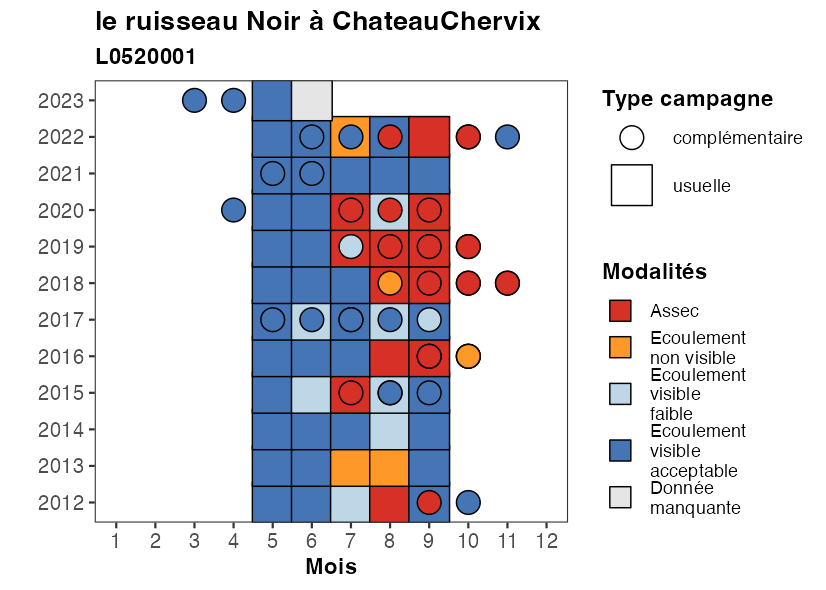 le ruisseau Noir à ChateauChervix
L0520001
2023
2022
2021
2020
2019
2018
2017
2016
2015
2014
2013
2012
1 2 3 4 5 6 7 8 9 10 11 12
Mois
Type campagne
complémentaire
usuelle
Modalités
Assec
Ecoulement
non visible
Ecoulement
visible
faible
Ecoulement
visible
acceptable
Donnée
manquante